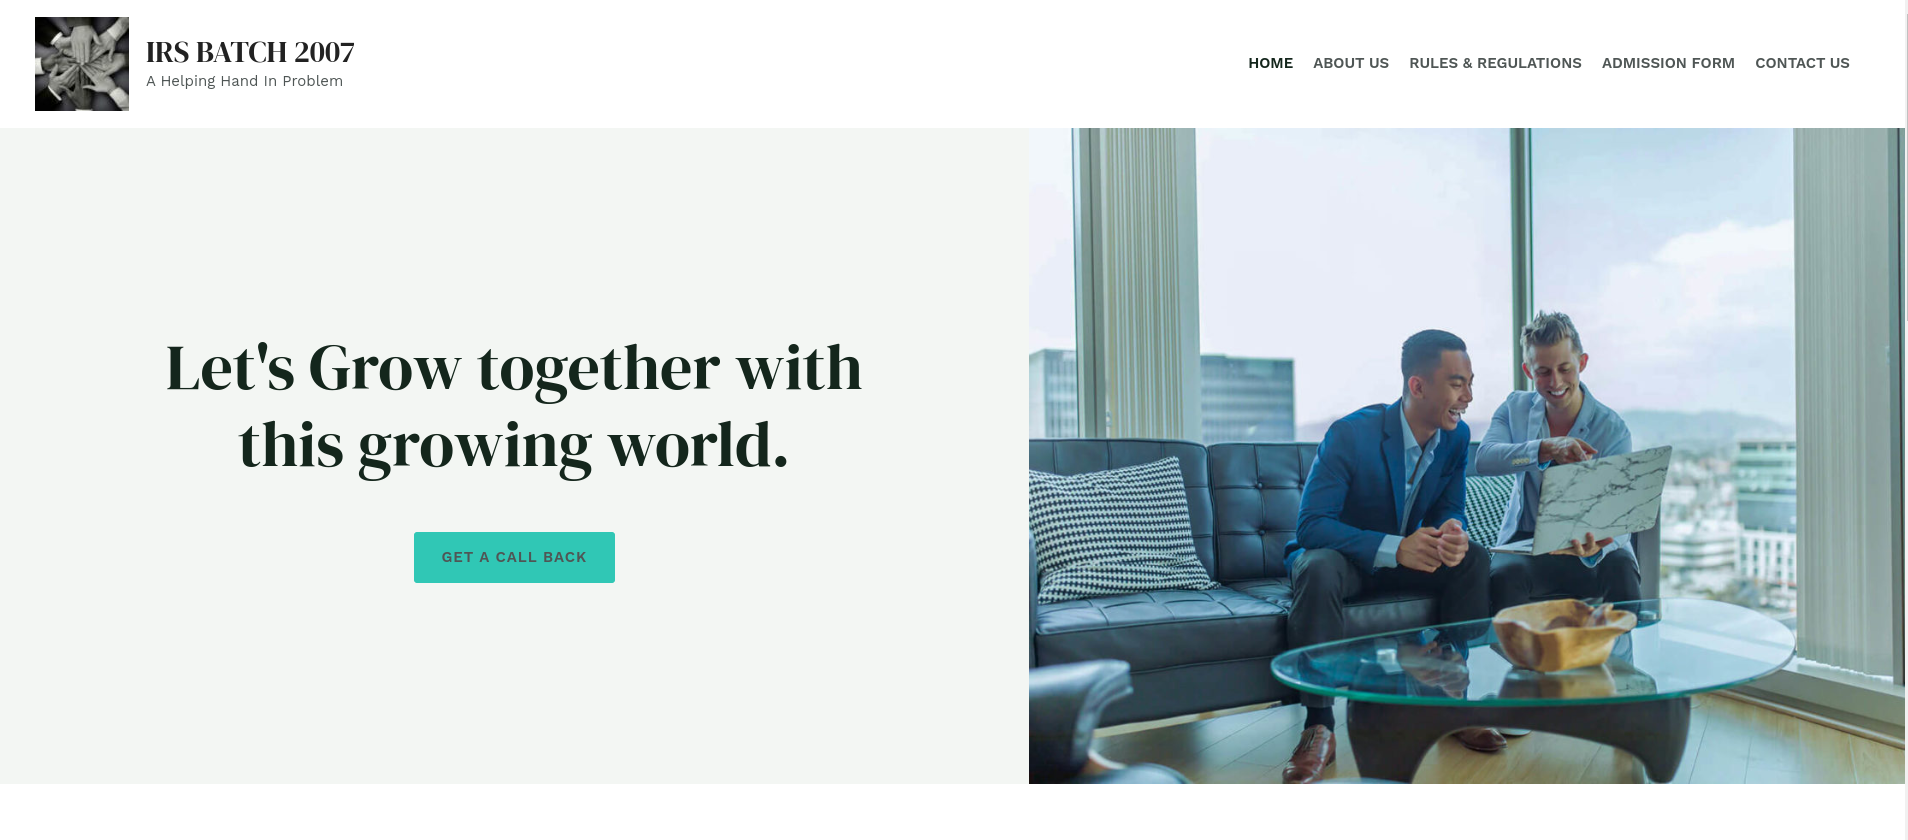 IRS BATCH 2007
A Helping Hand In Problem
HOME ABOUT US RULES & REGULATIONS ADMISSION FORM CONTACT US
Let's Grow together with
this growing world.
GET A CALL BACK